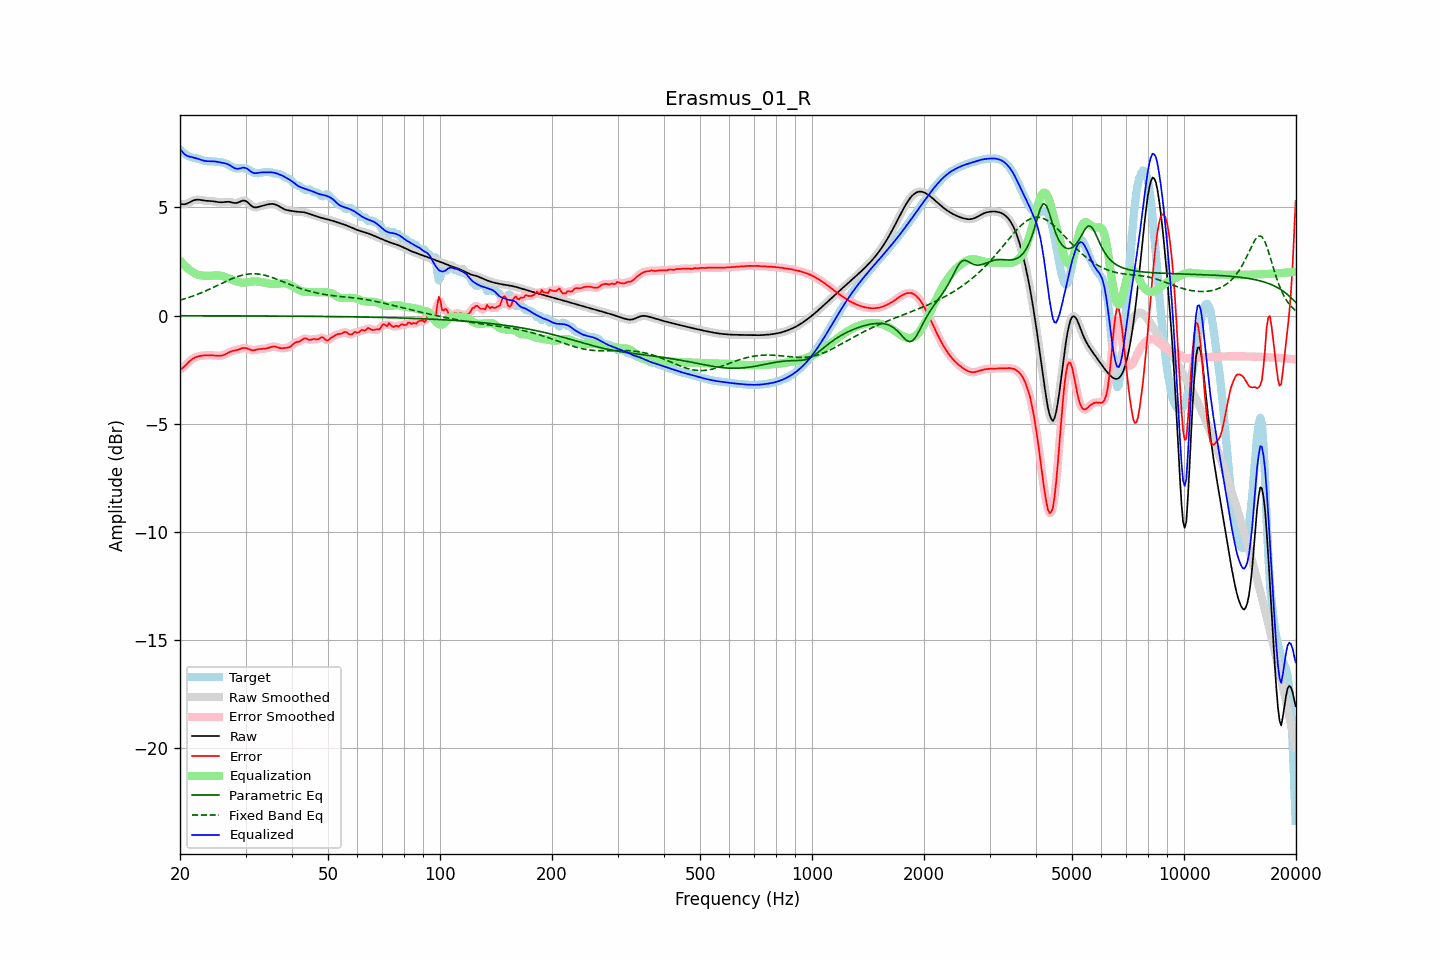 Erasmus_01_R
Amplitude (dBr)
5
0
−5
−10
−15
−20
Target
Raw Smoothed
Error Smoothed
Raw
Error
Equalization
Parametric Eq
Fixed Band Eq
Equalized
20 50 100 200 500 1000 2000 5000 10000 20000
Frequency (Hz)